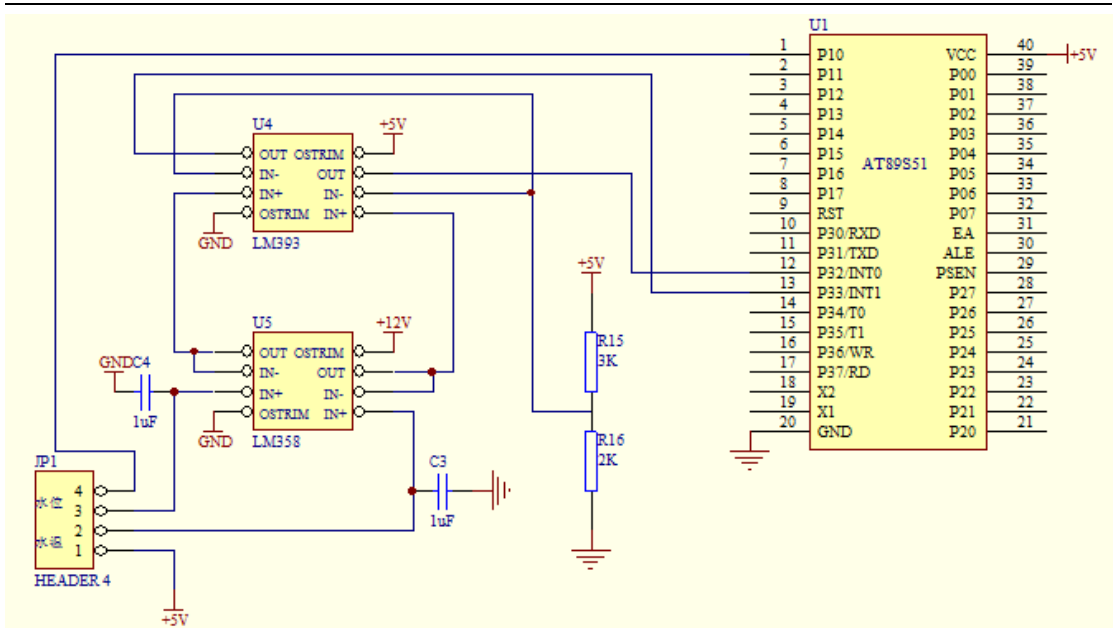 U1
1
P10
VCC
40
+5V
2
P11
P00
39
3
P12
P01
38
4
P13
P02
37
5
P14
P03
36
6
P15
P04
35
7
P16
P05
34
8
P17
P06
33
9
RST
P07
32
10
P30/RXD
EA
31
11
P31/TXD
ALE
30
12
P32/INT0
PSEN
29
13
P33/INT1
P27
28
14
P34/T0
P26
27
15
P35/T1
P25
26
16
P36/WR
P24
25
17
P37/RD
P23
24
18
X2
P22
23
19
X1
P21
22
20
GND
P20
21
AT89S51
U4
+5V
OUT OSTRIM
IN- OUT
IN+ IN-
OSTRIM IN+
GND
LM393
U5
+12V
OUT OSTRIM
IN- OUT
IN+ IN-
OSTRIM IN+
GND
LM358
GND
C4
1uF
+5V
R15
3K
R16
2K
C3
1uF
JP1
水位
水温
4
3
2
1
HEADER 4
+5V